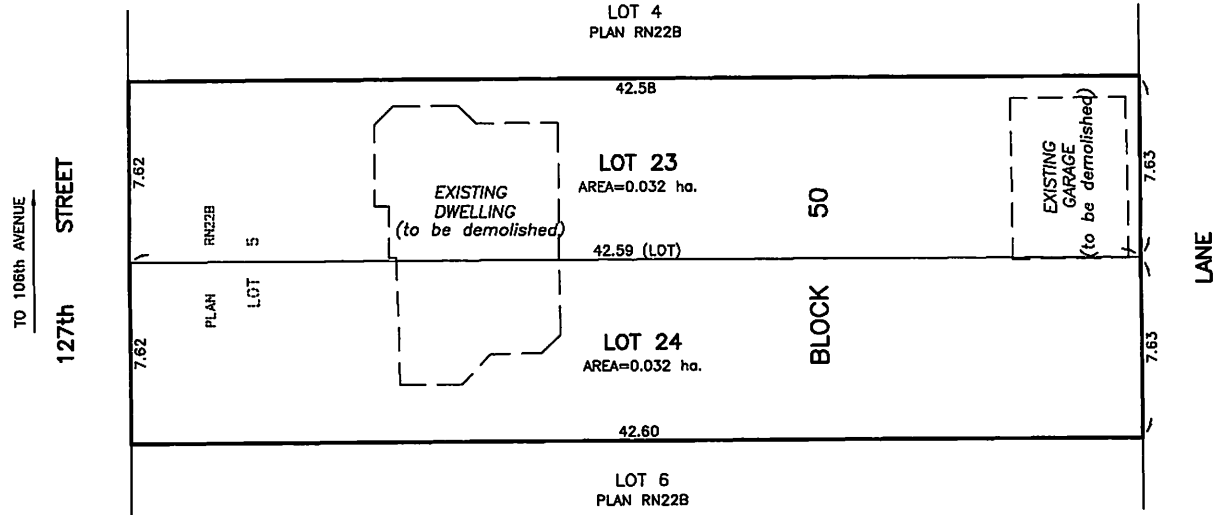 LOT 4
PLAN RN22B
42.58
7.62
7.63
LOT 23
AREA=0.032 ha.
EXISTING
DWELLING
(to be demolished)
EXISTING
GARAGE
(to be demolished)
TO 106th AVENUE
127th STREET
PLAN RN22B
LOT 5
BLOCK 50
LANE
42.59 (LOT)
7.62
7.63
LOT 24
AREA=0.032 ha.
42.60
LOT 6
PLAN RN22B